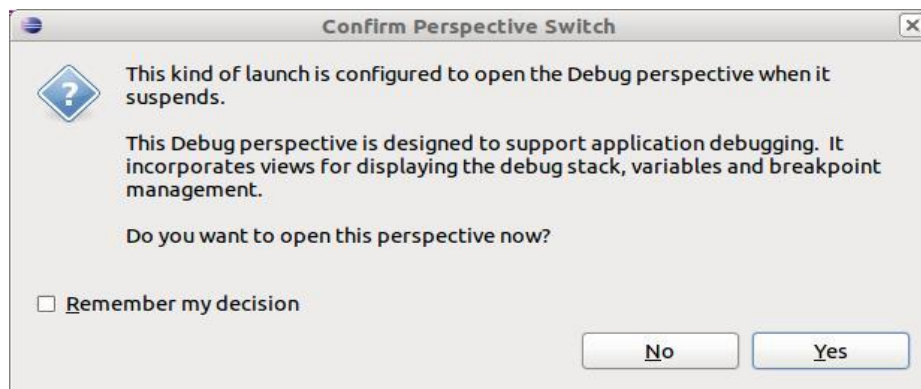 Confirm Perspective Switch
This kind of launch is configured to open the Debug perspective when it
suspends.
This Debug perspective is designed to support application debugging.  It
incorporates views for displaying the debug stack, variables and breakpoint
management.
Do you want to open this perspective now?
Remember my decision
No
Yes